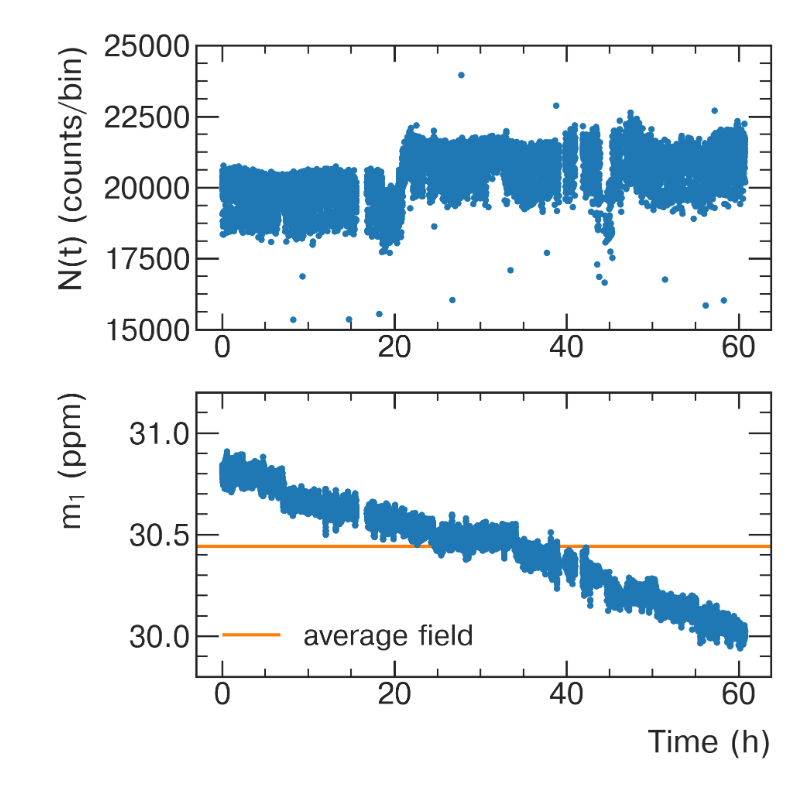 N(t) (counts/bin)
25000
22500
20000
17500
15000
0 20 40 60
m₁ (ppm)
31.0
30.5
30.0
average field
0 20 40 60
Time (h)